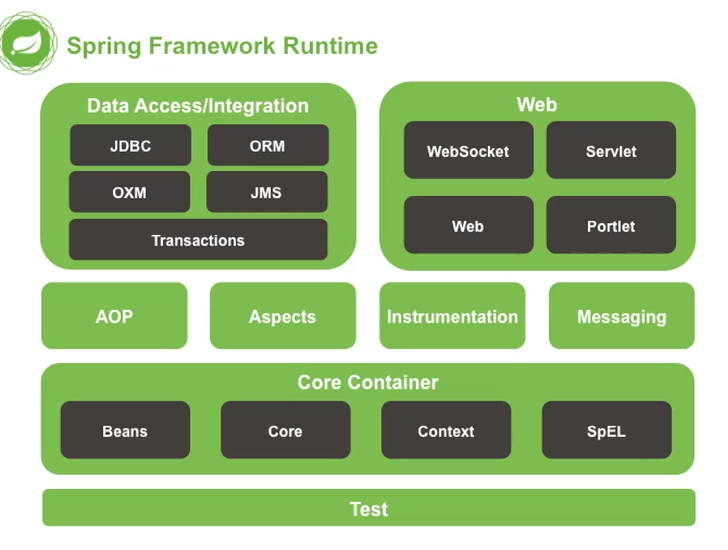 Spring Framework Runtime
Data Access/Integration
JDBC
ORM
OXM
JMS
Transactions
Web
WebSocket
Servlet
Web
Portlet
AOP
Aspects
Instrumentation
Messaging
Core Container
Beans
Core
Context
SpEL
Test